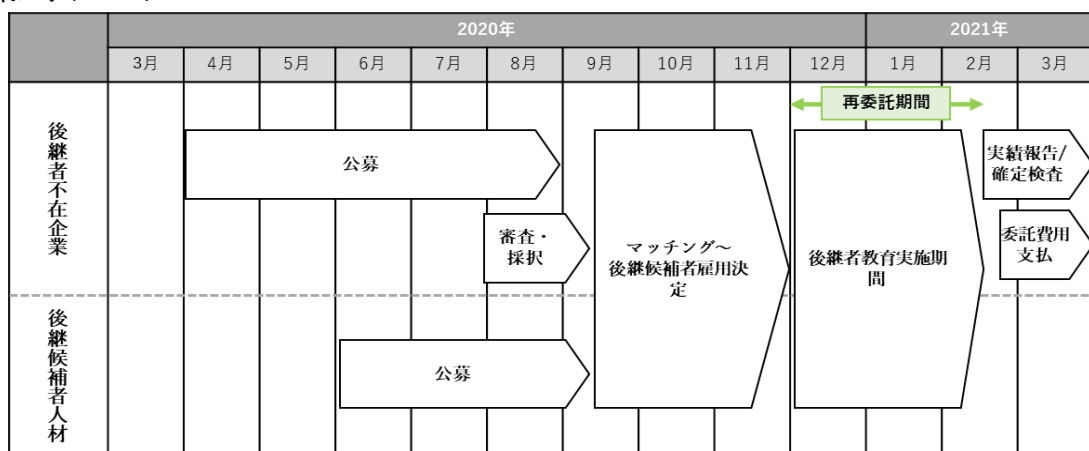 2020年
2021年
3月
4月
5月
6月
7月
8月
9月
10月
11月
12月
1月
2月
3月
再委託期間
後継者不在企業
公募
審査・
採択
マッチング～
後継候補者雇用決
定
後継者教育実施期
間
実績報告/
確定検査
委託費用
支払
後継候補者人材
公募